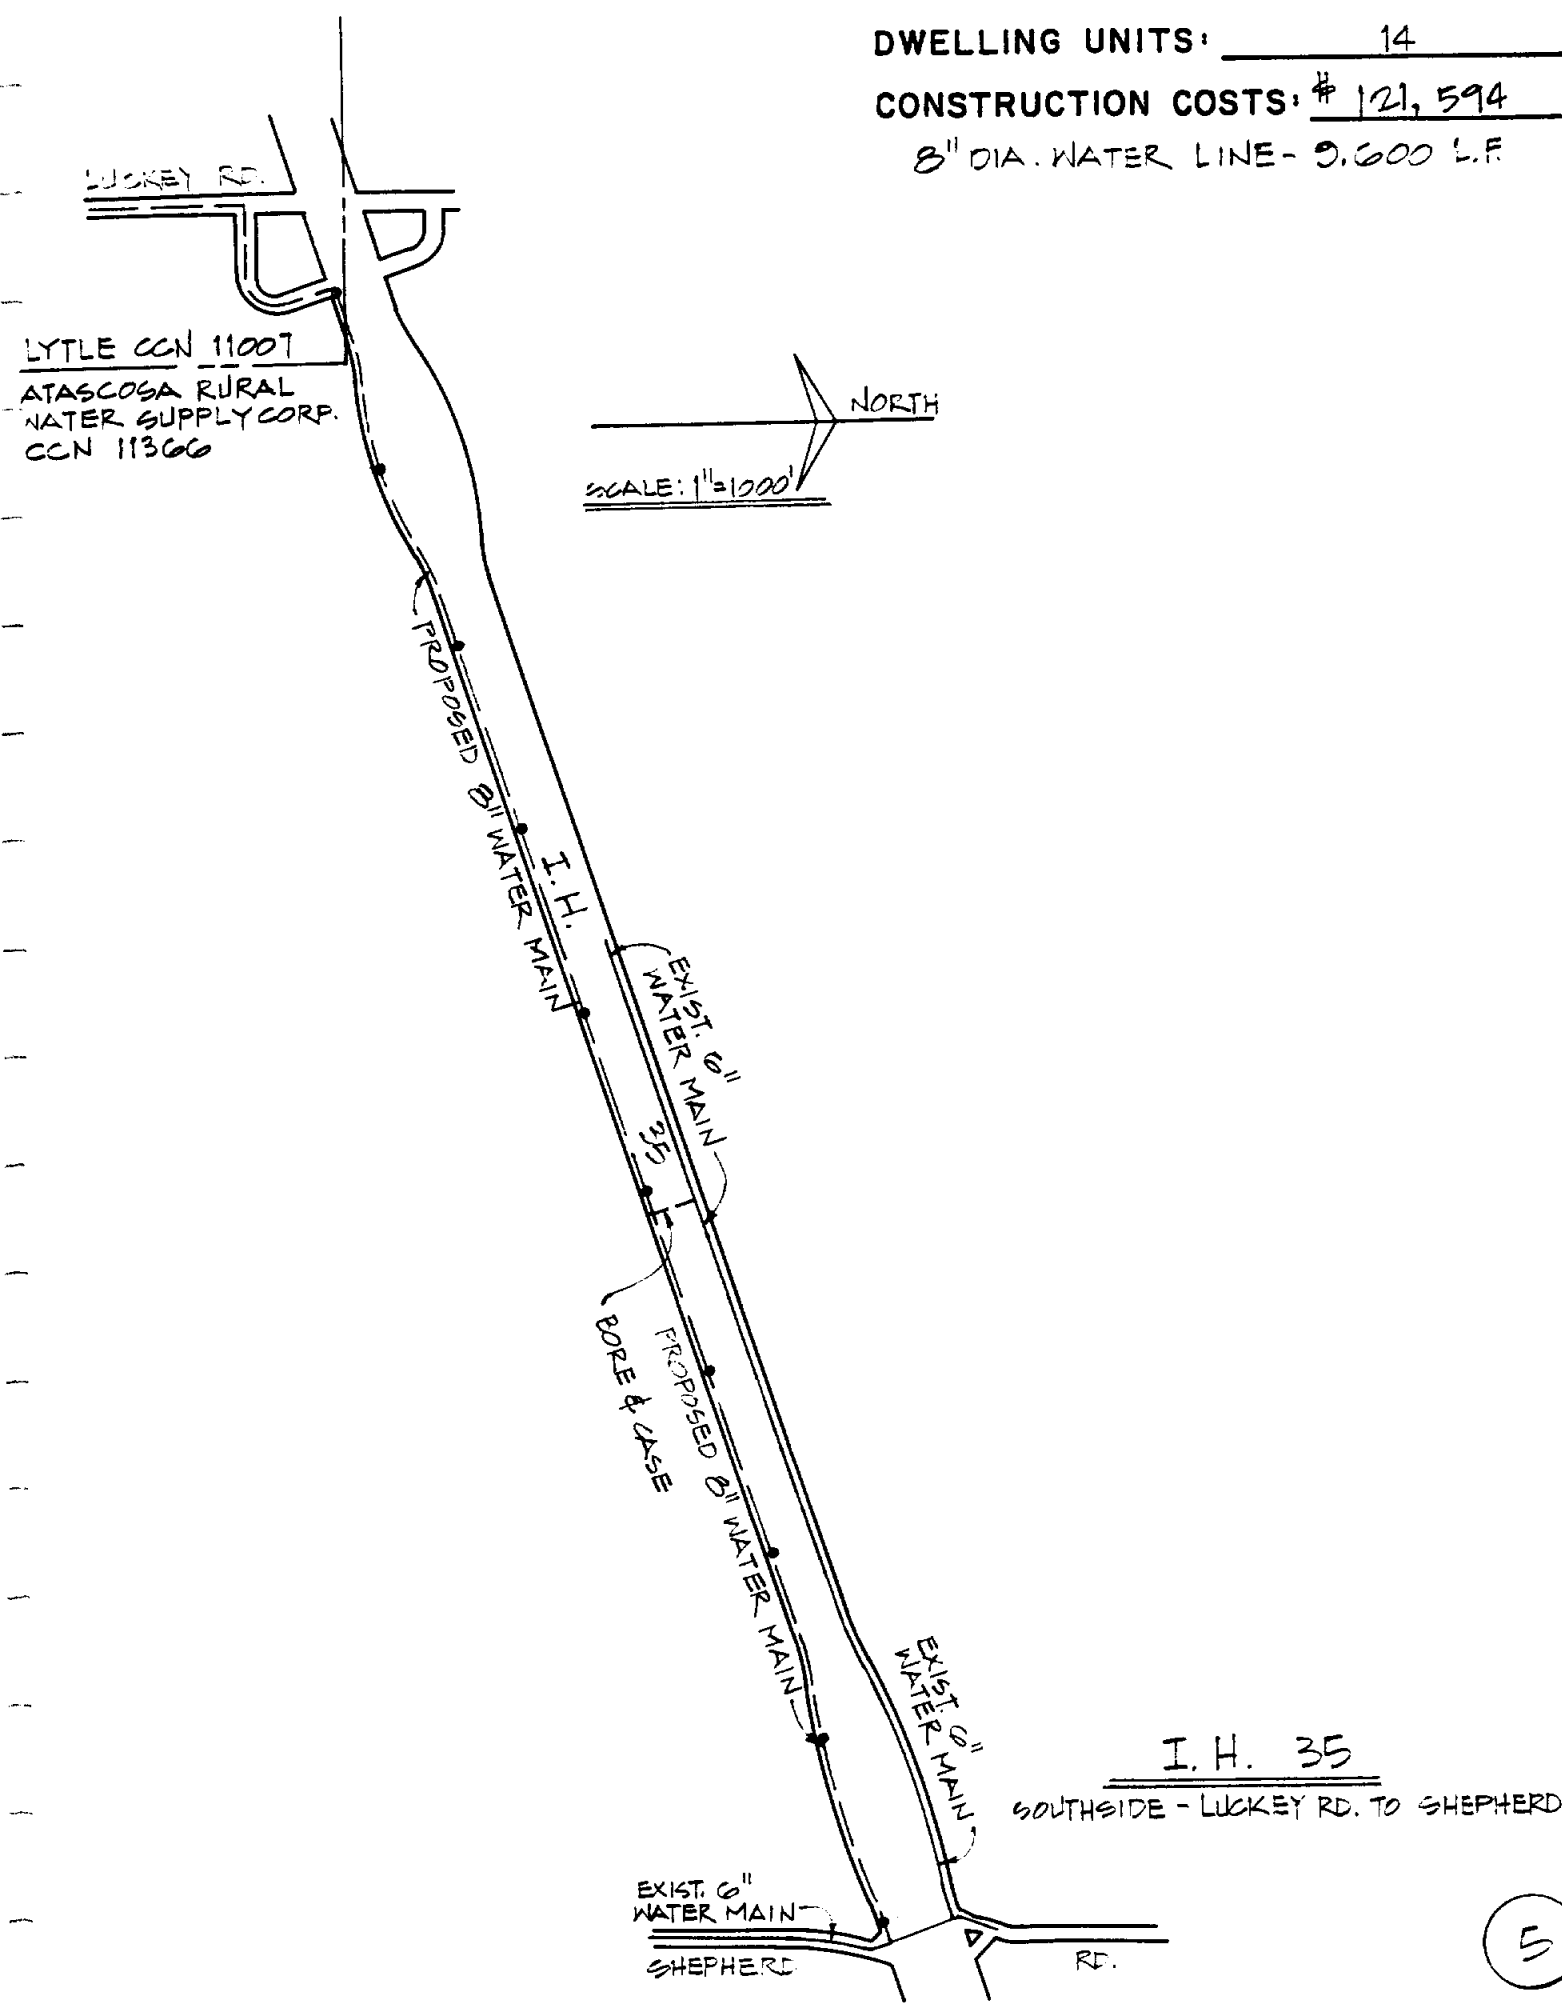 DWELLING UNITS: 14
CONSTRUCTION COSTS: $ 121,594
8" DIA. WATER LINE - 9,600 L.F.
LUCKEY RD.
LYTLE CCN 11007
ATASCOSA RURAL
WATER SUPPLY CORP.
CCN 11366
NORTH
SCALE: 1"=1000'
PROPOSED 8" WATER MAIN
I. H.
EXIST. 6"
WATER MAIN
35
BORE & CASE
PROPOSED 8" WATER MAIN
EXIST. 6"
WATER MAIN
I. H. 35
SOUTHSIDE - LUCKEY RD. TO SHEPHERD
EXIST. 6"
WATER MAIN
SHEPHERD
RD.
5